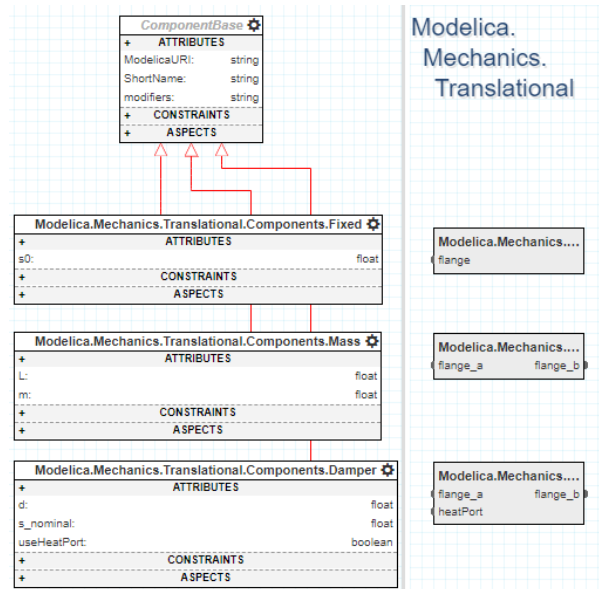 ComponentBase
+ ATTRIBUTES
ModelicaURI: string
ShortName: string
modifiers: string
+ CONSTRAINTS
+ ASPECTS
Modelica.
Mechanics.
Translational
Modelica.Mechanics.Translational.Components.Fixed
+ ATTRIBUTES
s0: float
+ CONSTRAINTS
+ ASPECTS
Modelica.Mechanics....
flange
Modelica.Mechanics.Translational.Components.Mass
+ ATTRIBUTES
L: float
m: float
+ CONSTRAINTS
+ ASPECTS
Modelica.Mechanics....
flange_a flange_b
Modelica.Mechanics.Translational.Components.Damper
+ ATTRIBUTES
d: float
s_nominal: float
useHeatPort: boolean
+ CONSTRAINTS
+ ASPECTS
Modelica.Mechanics....
flange_a flange_b
heatPort